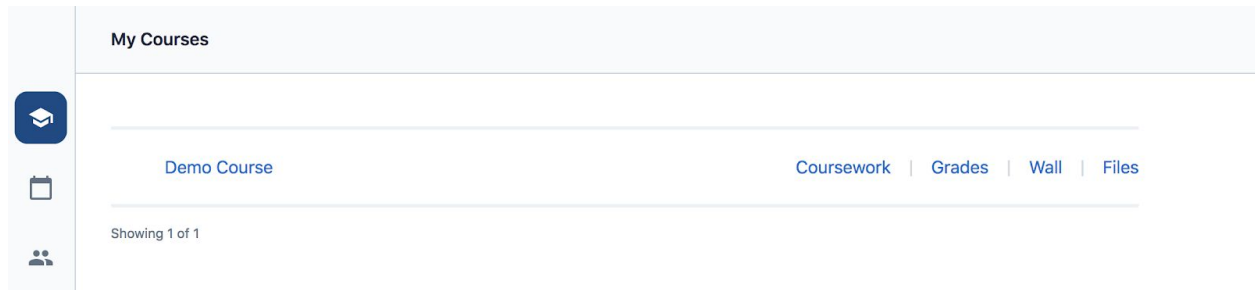 My Courses
Demo Course Coursework | Grades | Wall | Files
Showing 1 of 1